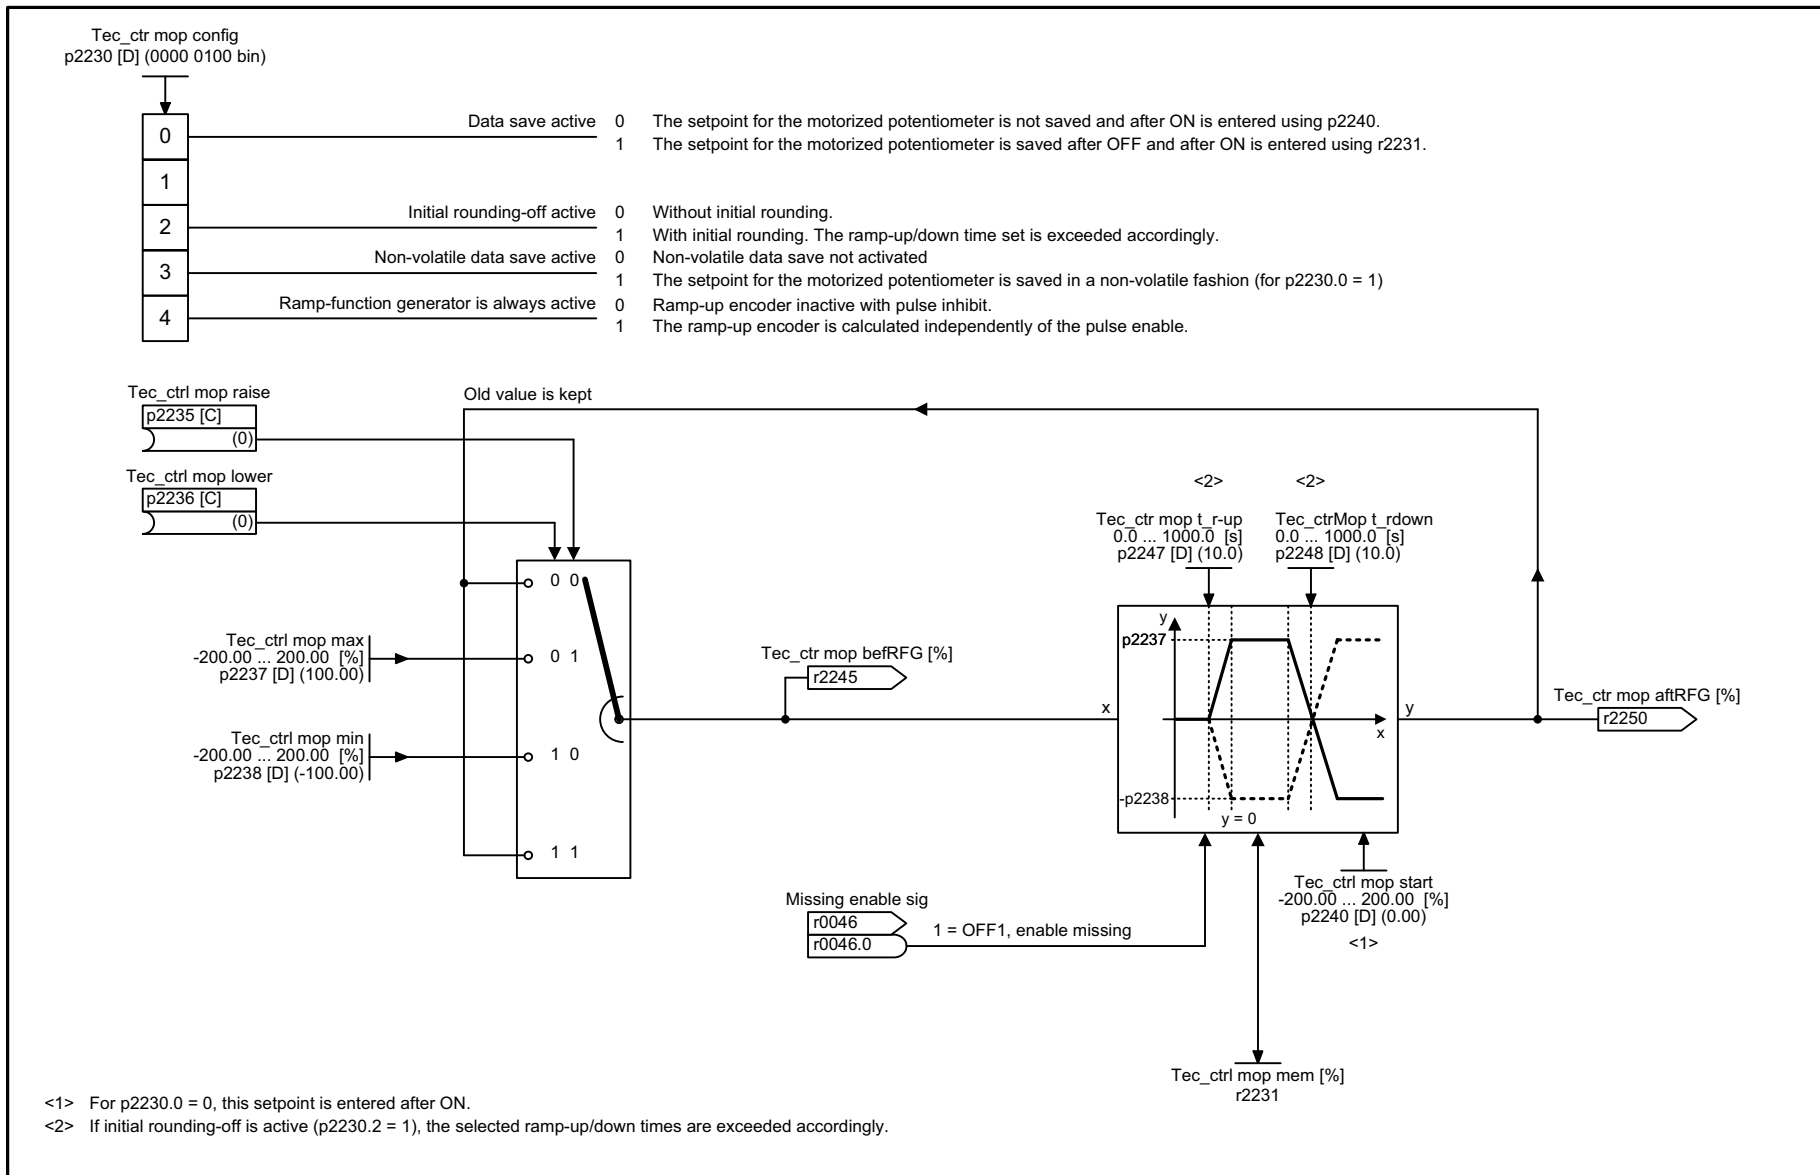 Tec_ctr mop config
p2230 [D] (0000 0100 bin)
0
Data save active 0 The setpoint for the motorized potentiometer is not saved and after ON is entered using p2240.
1 The setpoint for the motorized potentiometer is saved after OFF and after ON is entered using r2231.
1
2
Initial rounding-off active 0 Without initial rounding.
1 With initial rounding. The ramp-up/down time set is exceeded accordingly.
3
Non-volatile data save active 0 Non-volatile data save not activated
1 The setpoint for the motorized potentiometer is saved in a non-volatile fashion (for p2230.0 = 1)
4
Ramp-function generator is always active 0 Ramp-up encoder inactive with pulse inhibit.
1 The ramp-up encoder is calculated independently of the pulse enable.
Tec_ctrl mop raise
p2235 [C]
(0)
Old value is kept
Tec_ctrl mop lower
p2236 [C]
(0)
<2> <2>
Tec_ctr mop t_r-up
0.0 ... 1000.0 [s]
p2247 [D] (10.0)
Tec_ctrMop t_rdown
0.0 ... 1000.0 [s]
p2248 [D] (10.0)
0 0
0 1
1 0
1 1
Tec_ctrl mop max
-200.00 ... 200.00 [%]
p2237 [D] (100.00)
Tec_ctrl mop min
-200.00 ... 200.00 [%]
p2238 [D] (-100.00)
Tec_ctr mop befRFG [%]
r2245
x
y
p2237
x
-p2238
y = 0
y
Tec_ctr mop aftRFG [%]
r2250
Missing enable sig
r0046
r0046.0
1 = OFF1, enable missing
Tec_ctrl mop start
-200.00 ... 200.00 [%]
p2240 [D] (0.00)
<1>
Tec_ctrl mop mem [%]
r2231
<1> For p2230.0 = 0, this setpoint is entered after ON.
<2> If initial rounding-off is active (p2230.2 = 1), the selected ramp-up/down times are exceeded accordingly.